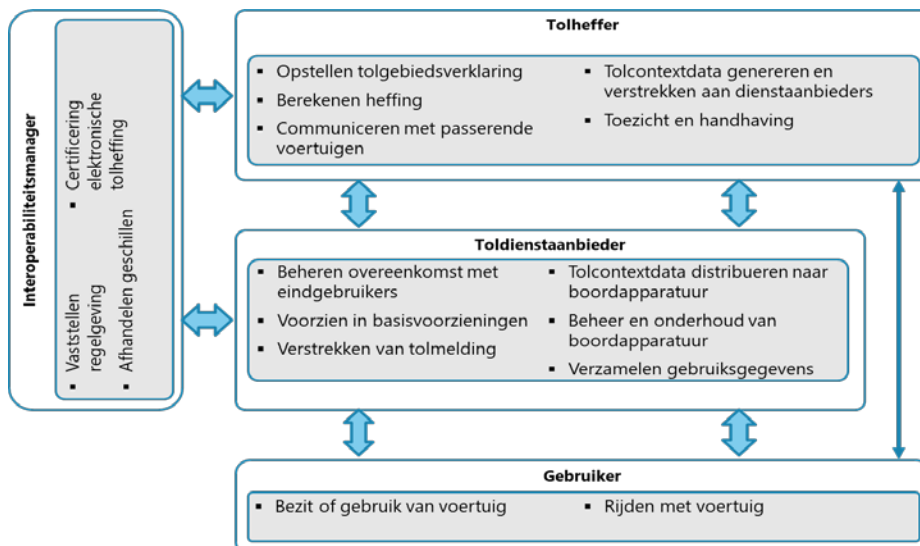 Interoperabiliteitsmanager
▪ Vaststellen
regelgeving
▪ Afhandelen geschillen
▪ Certificering
elektronische
tolheffing
Tolheffer
▪ Opstellen tolgebiedsverklaring
▪ Berekenen heffing
▪ Communiceren met passerende
voertuigen
▪ Tolcontextdata genereren en
verstrekken aan dienstaanbieders
▪ Toezicht en handhaving
Toldienstaanbieder
▪ Beheren overeenkomst met
eindgebruikers
▪ Voorzien in basisvoorzieningen
▪ Verstrekken van tolmelding
▪ Tolcontextdata distribueren naar
boordapparatuur
▪ Beheer en onderhoud van
boordapparatuur
▪ Verzamelen gebruiksgegevens
Gebruiker
▪ Bezit of gebruik van voertuig
▪ Rijden met voertuig